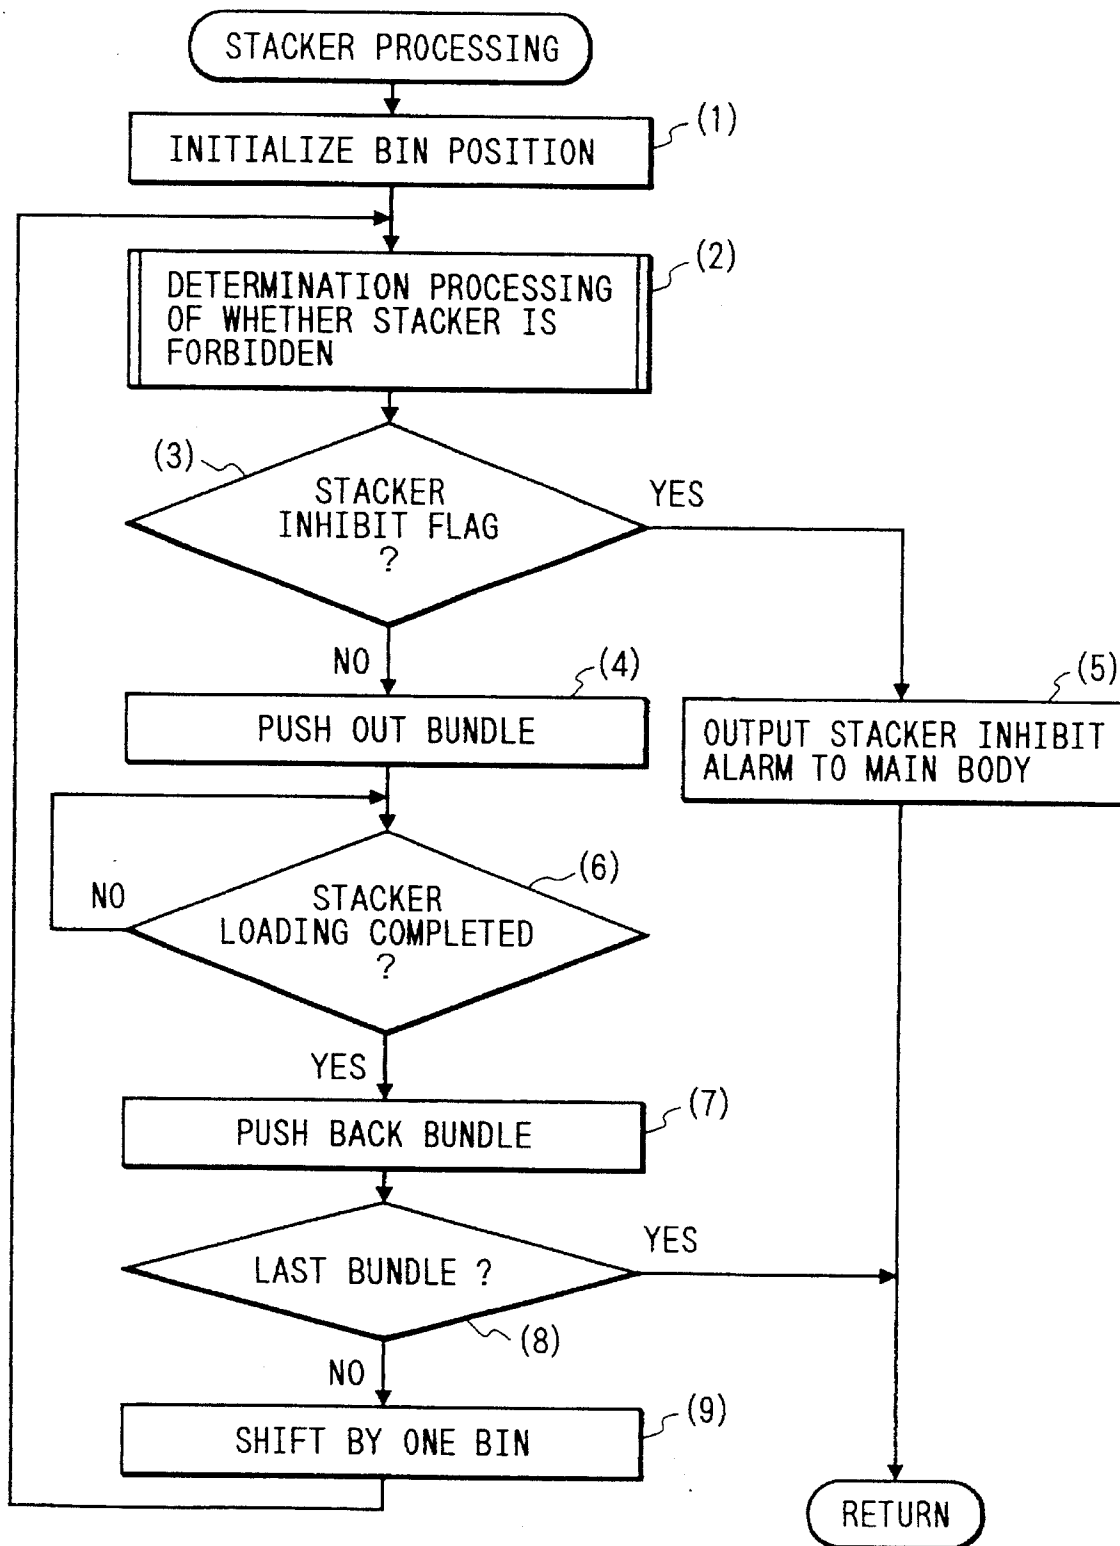 STACKER PROCESSING
(1)
INITIALIZE BIN POSITION
(2)
DETERMINATION PROCESSING
OF WHETHER STACKER IS
FORBIDDEN
(3)
STACKER
INHIBIT FLAG
?
YES
NO
(4)
PUSH OUT BUNDLE
(5)
OUTPUT STACKER INHIBIT
ALARM TO MAIN BODY
(6)
STACKER
LOADING COMPLETED
?
NO
YES
(7)
PUSH BACK BUNDLE
LAST BUNDLE ?
YES
(8)
NO
(9)
SHIFT BY ONE BIN
RETURN